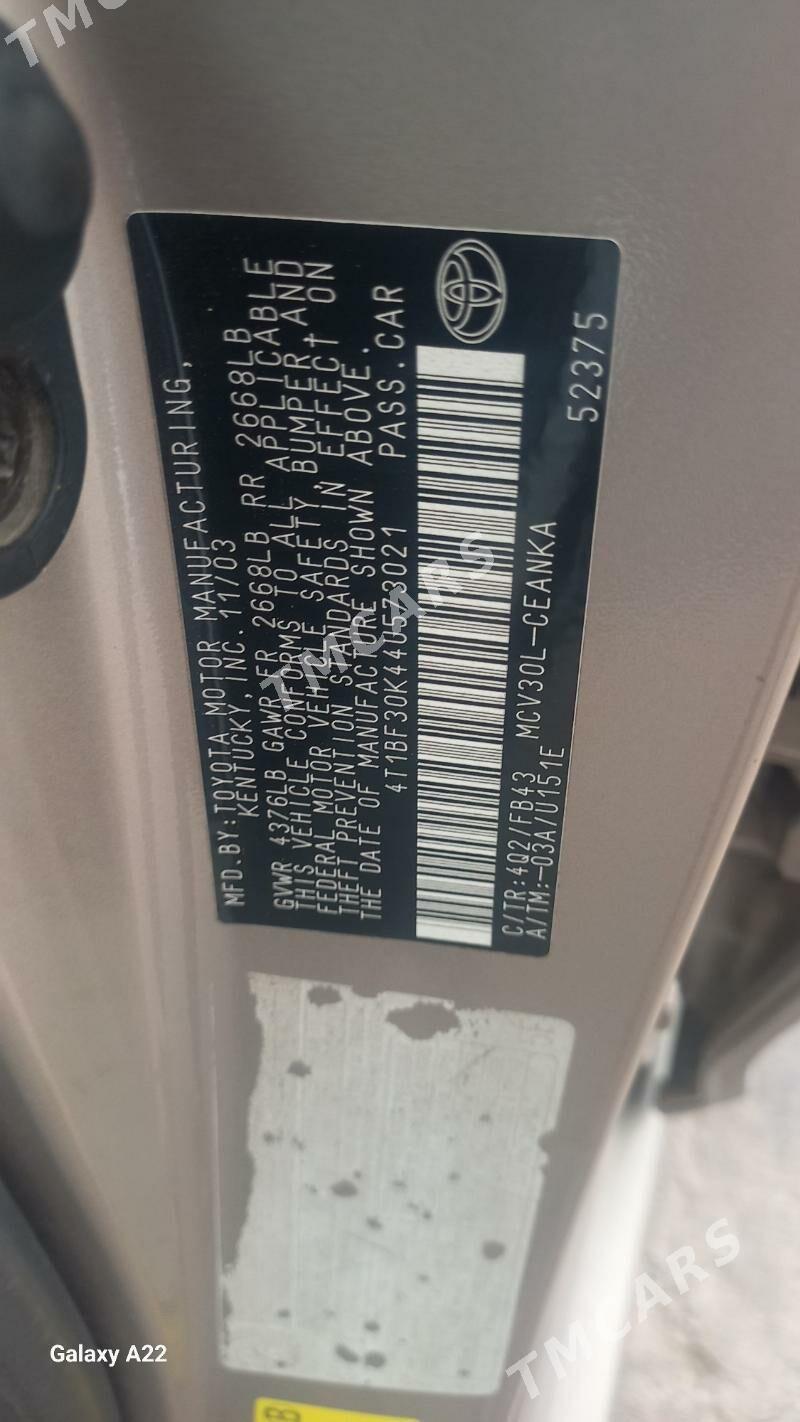 MFD.BY:TOYOTA MOTOR MANUFACTURING,
KENTUCKY, INC. 11/03
GVWR 4376LB GAWR FR 2668LB RR 2668LB
THIS VEHICLE CONFORMS TO ALL APPLICABLE
FEDERAL MOTOR VEHICLE SAFETY, BUMPER AND
THEFT PREVENTION STANDARDS IN EFFECT ON
THE DATE OF MANUFACTURE SHOWN ABOVE.
PASS.CAR
C/TR:4Q2/FB43 MCV30L-CEANKA
A/TM:-03A/U151E
52375
B
TMCARS
TMCARS
TMCARS
Galaxy A22